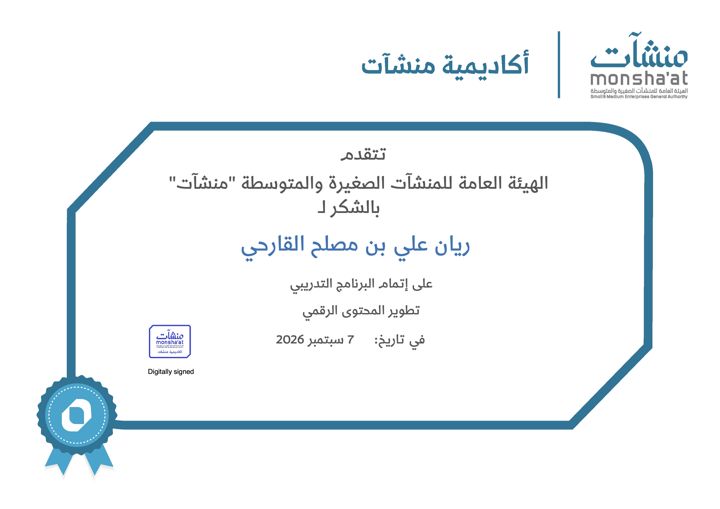 أكاديمية منشآت
منشآت
monsha'at
الهيئة العامة للمنشآت الصغيرة والمتوسطة
Small & Medium Enterprises General Authority
تتقدم
الهيئة العامة للمنشآت الصغيرة والمتوسطة "منشآت"
بالشكر لـ
ريان علي بن مصلح القارحي
على إتمام البرنامج التدريبي
تطوير المحتوى الرقمي
في تاريخ: 7 سبتمبر 2026
منشآت
monsha'at
أكاديمية منشآت
Digitally signed